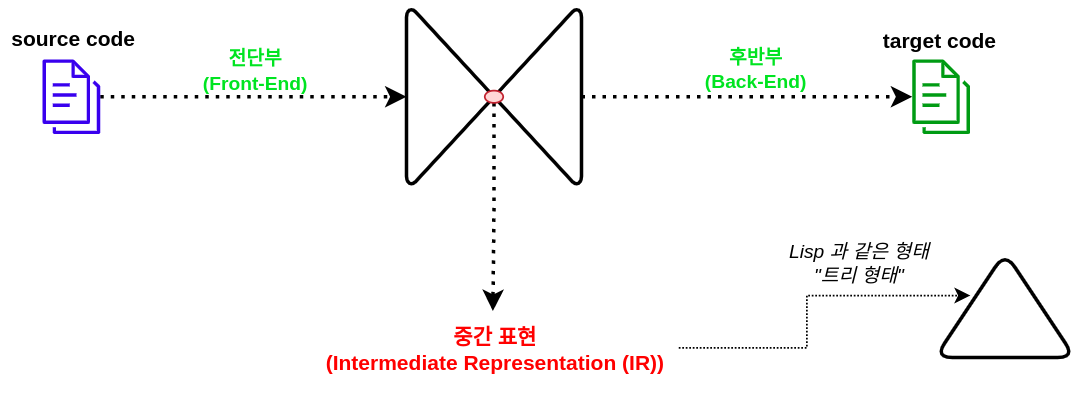 source code
전단부
(Front-End)
후반부
(Back-End)
target code
Lisp 과 같은 형태
"트리 형태"
중간 표현
(Intermediate Representation (IR))